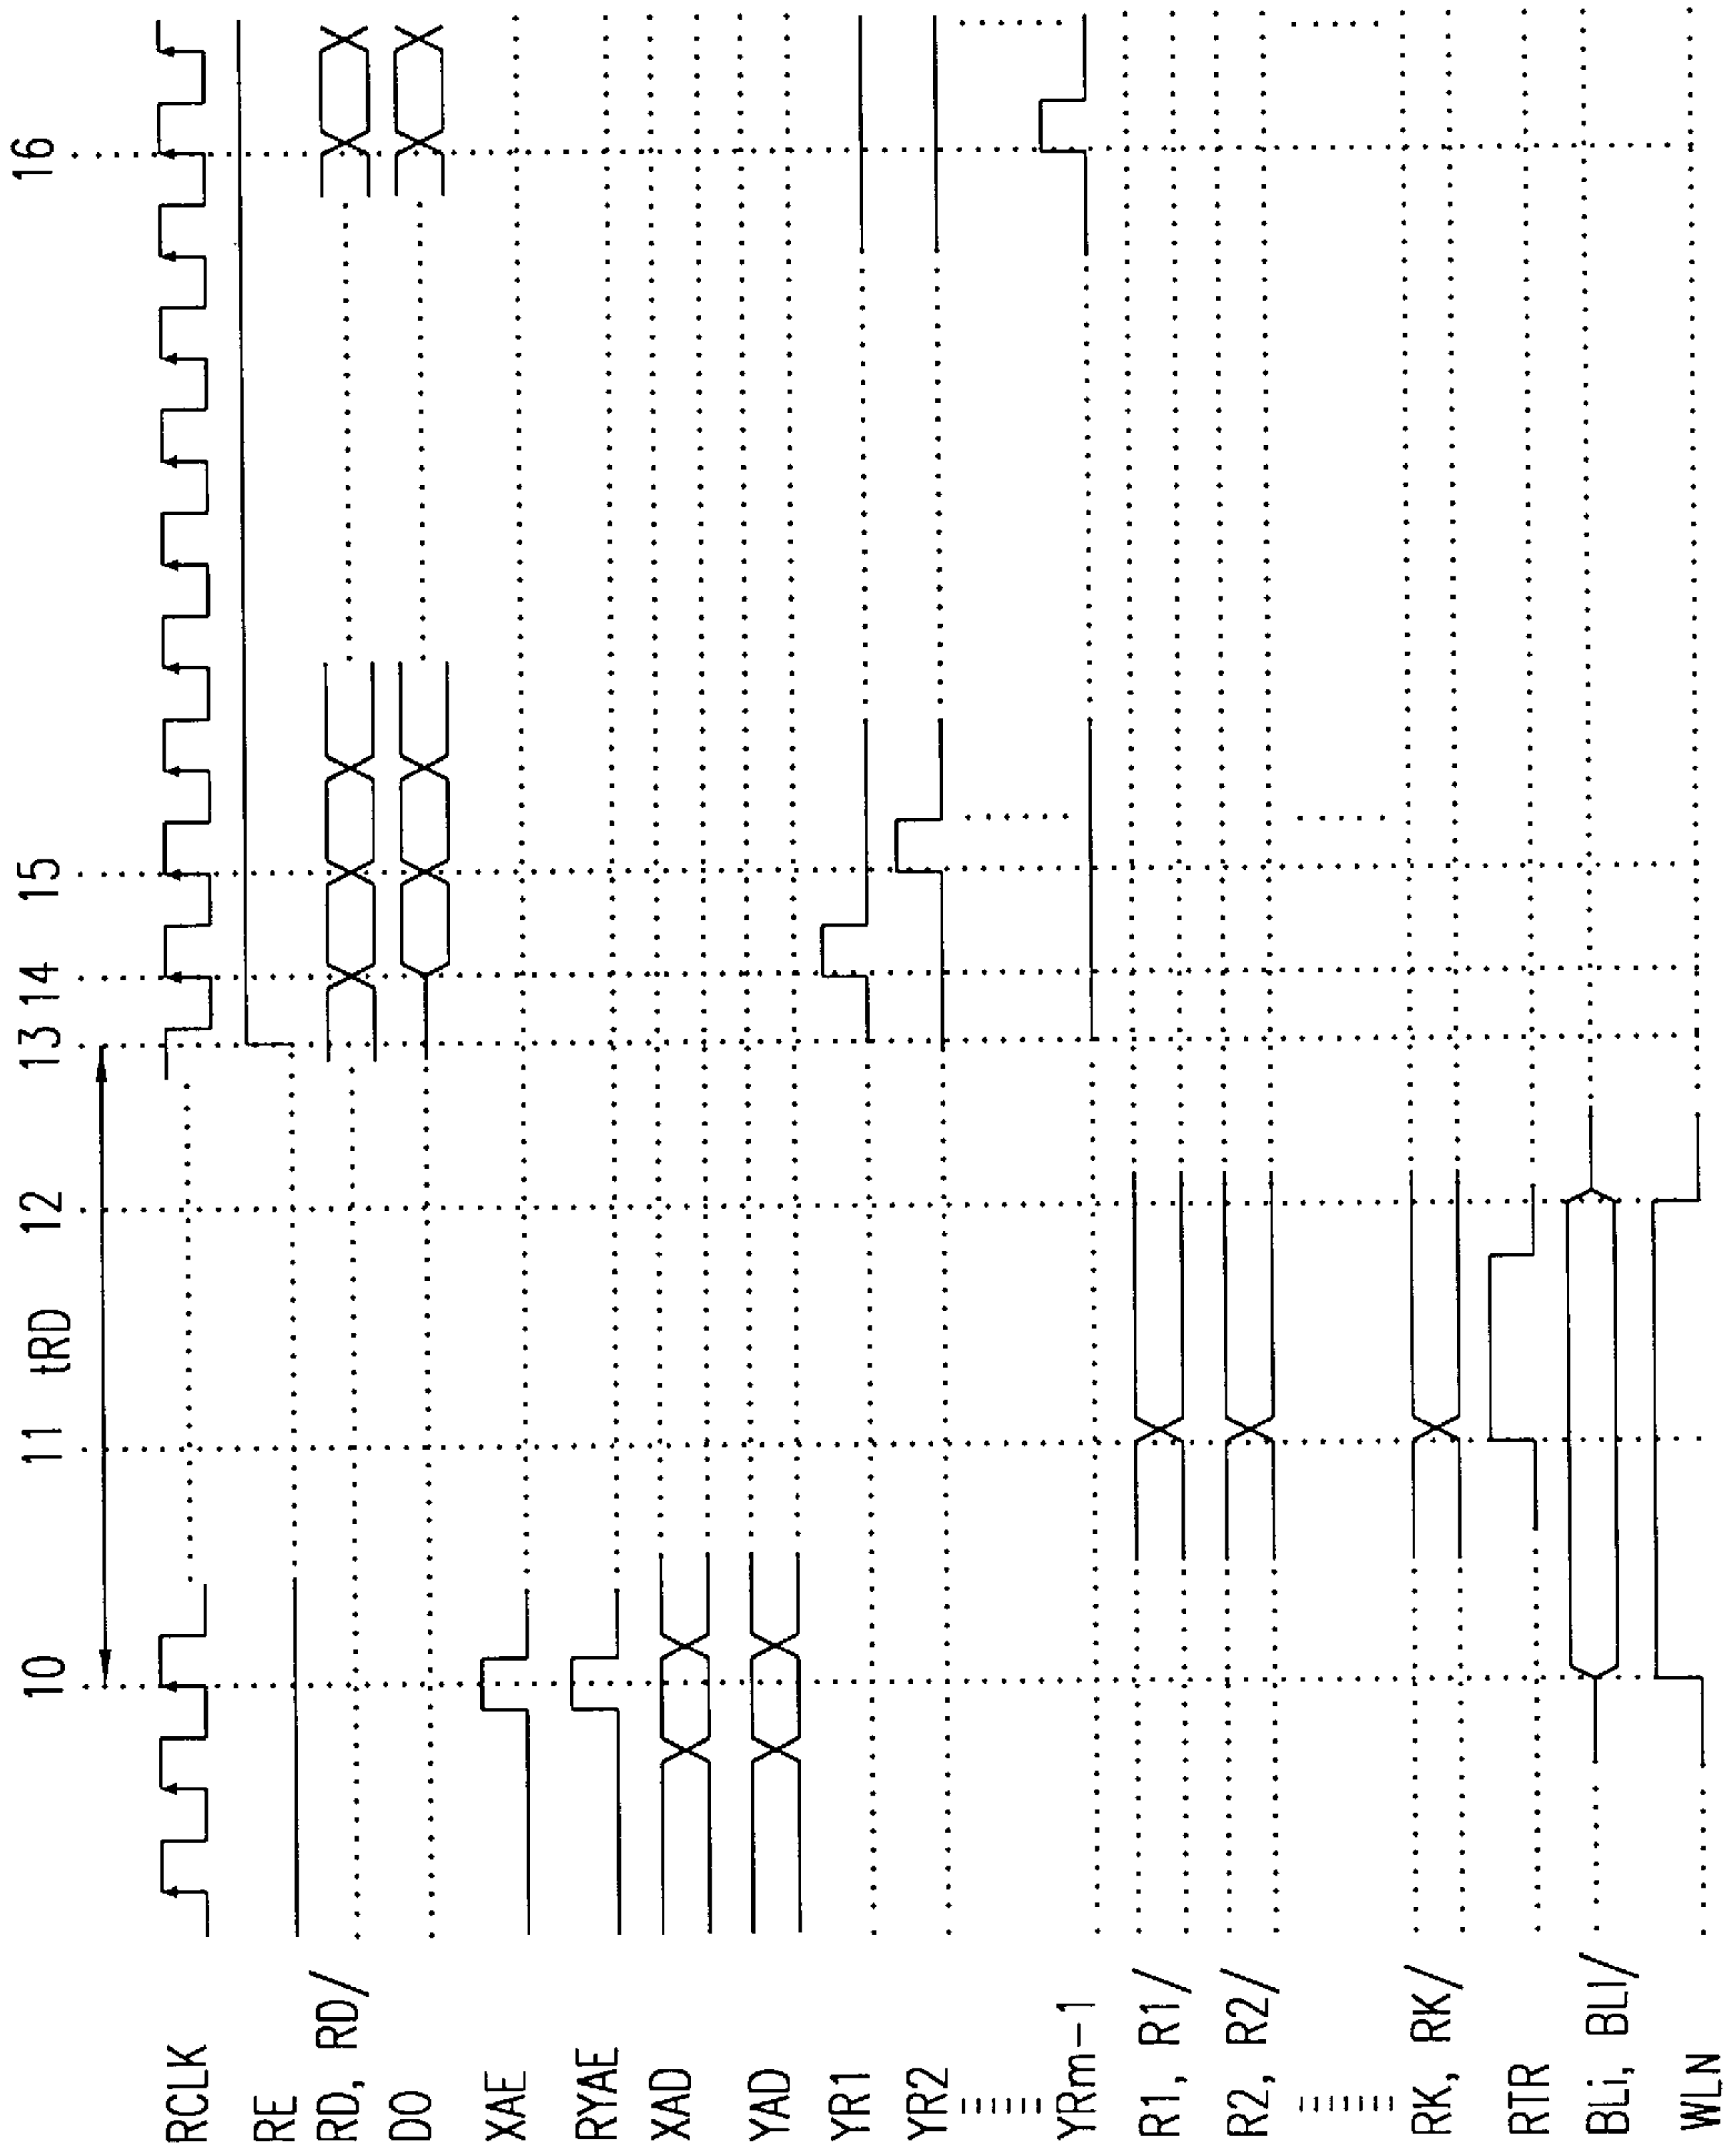 10 11 tRD 12 13 14 15 16
RCLK
RE
RD, RD/
DO
XAE
RYAE
XAD
YAD
YR1
YR2
YRm-1
R1, R1/
R2, R2/
RK, RK/
RTR
BLi, BLI/
WLN